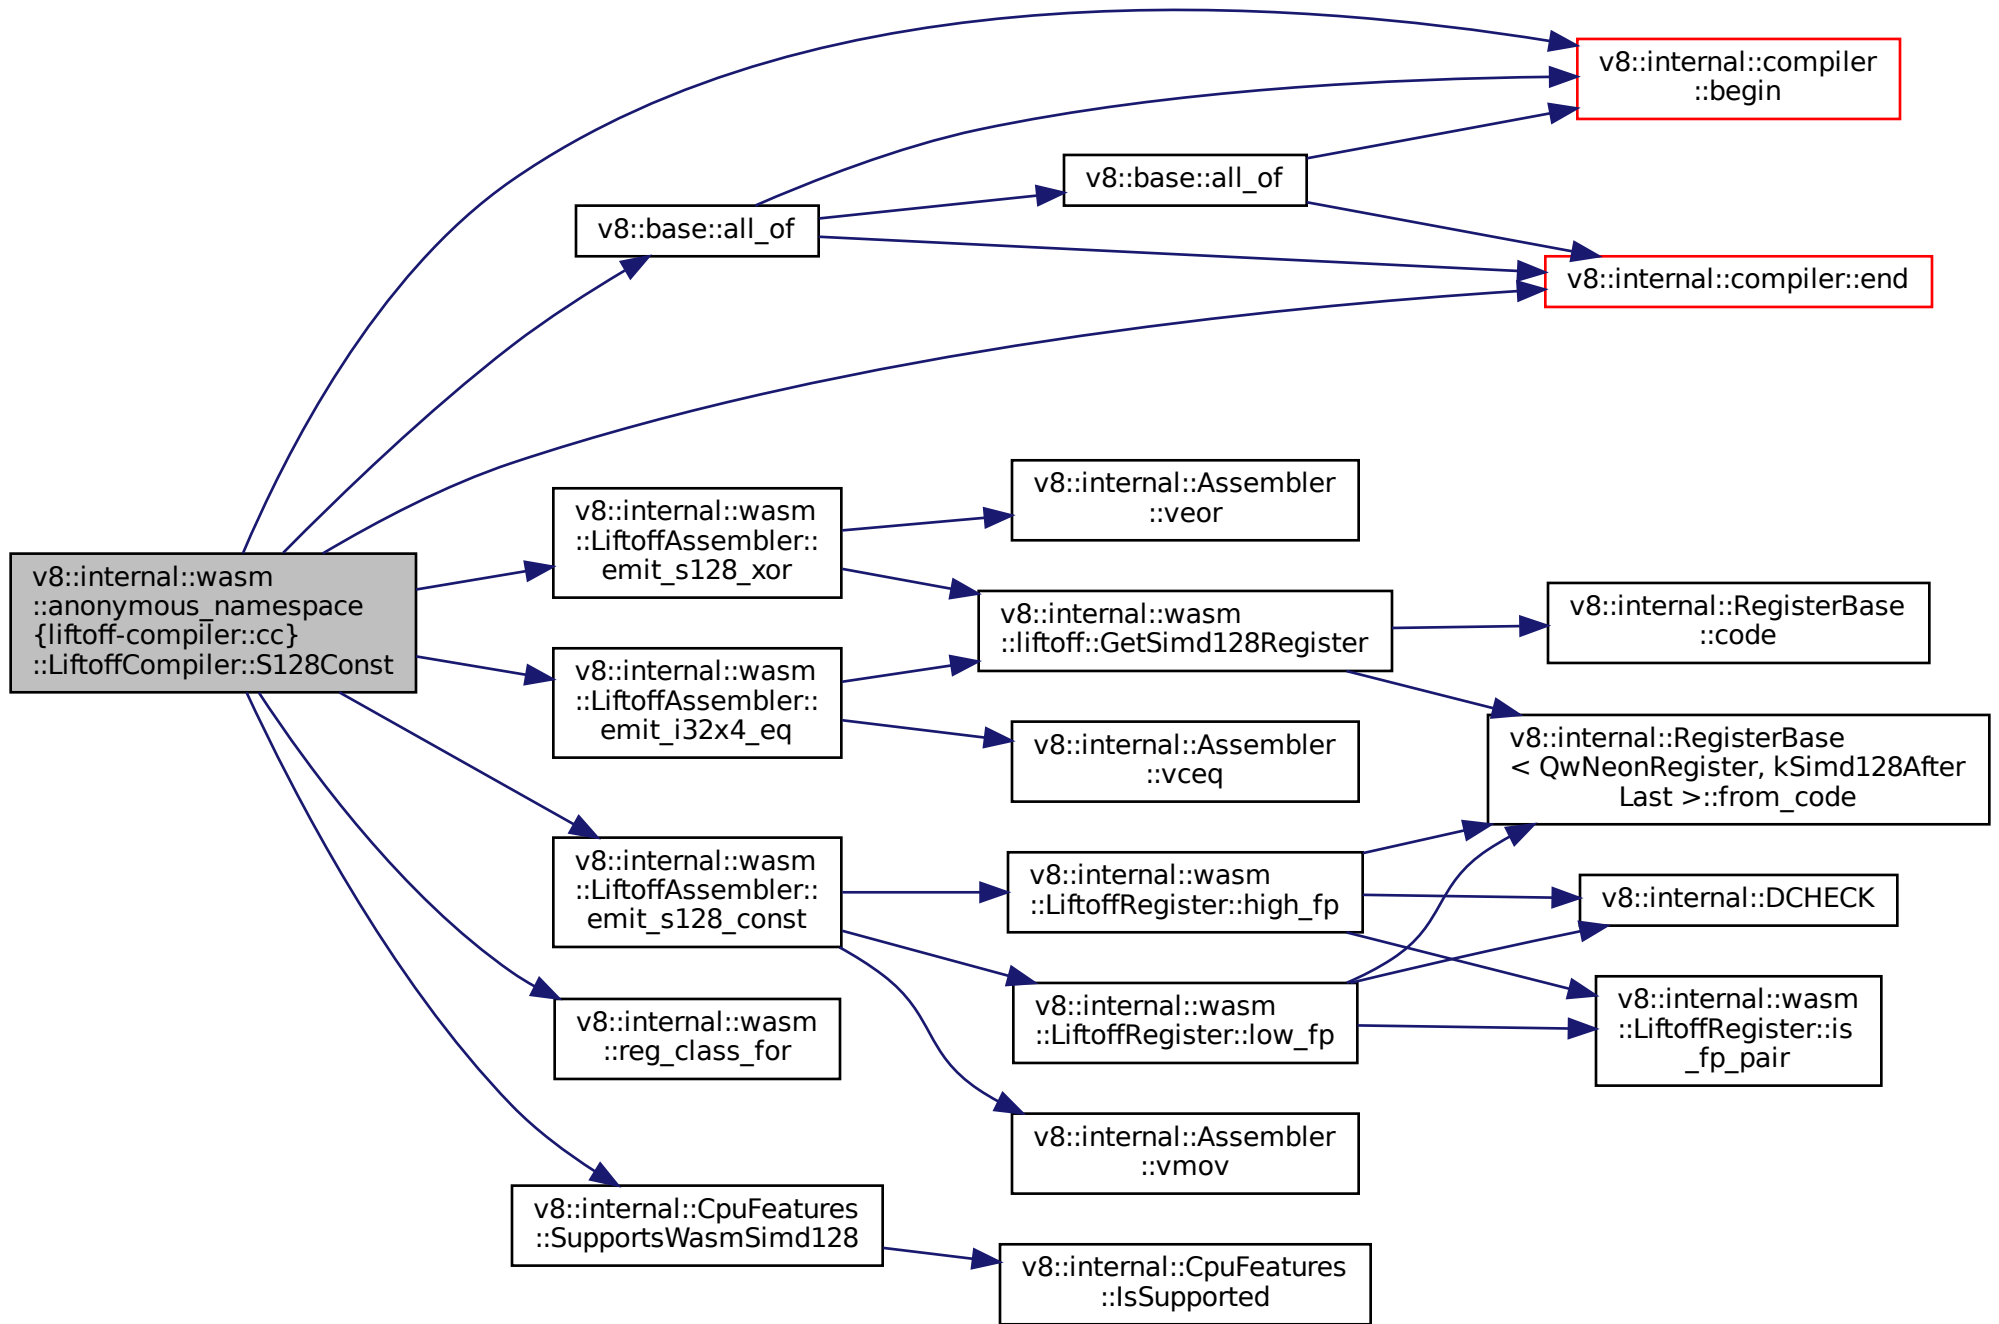 v8::internal::compiler
::begin
v8::base::all_of
v8::base::all_of
v8::internal::compiler::end
v8::internal::wasm
::anonymous_namespace
{liftoff-compiler::cc}
::LiftoffCompiler::S128Const
v8::internal::wasm
::LiftoffAssembler::
emit_s128_xor
v8::internal::Assembler
::veor
v8::internal::wasm
::liftoff::GetSimd128Register
v8::internal::RegisterBase
::code
v8::internal::wasm
::LiftoffAssembler::
emit_i32x4_eq
v8::internal::Assembler
::vceq
v8::internal::RegisterBase
< QwNeonRegister, kSimd128After
Last >::from_code
v8::internal::wasm
::LiftoffAssembler::
emit_s128_const
v8::internal::wasm
::LiftoffRegister::high_fp
v8::internal::DCHECK
v8::internal::wasm
::LiftoffRegister::low_fp
v8::internal::wasm
::LiftoffRegister::is
_fp_pair
v8::internal::wasm
::reg_class_for
v8::internal::Assembler
::vmov
v8::internal::CpuFeatures
::SupportsWasmSimd128
v8::internal::CpuFeatures
::IsSupported